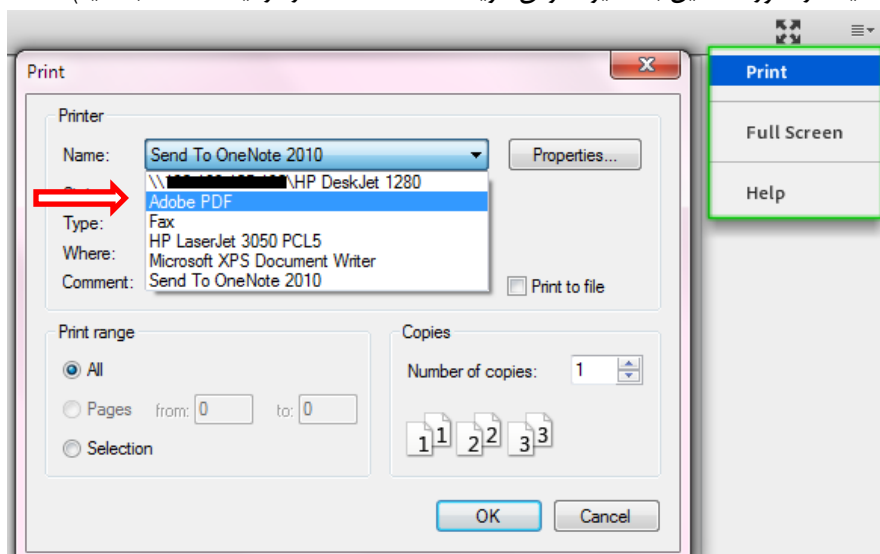 Print
Print
Full Screen
Help
Printer
Name:
Send To OneNote 2010
Properties...
\\ \HP DeskJet 1280
Adobe PDF
Type:
Fax
HP LaserJet 3050 PCL5
Where:
Microsoft XPS Document Writer
Comment:
Send To OneNote 2010
Print to file
Print range
Copies
All
Number of copies:
1
Pages
from:
0
to:
0
Selection
1 1 2 2 3 3
OK
Cancel